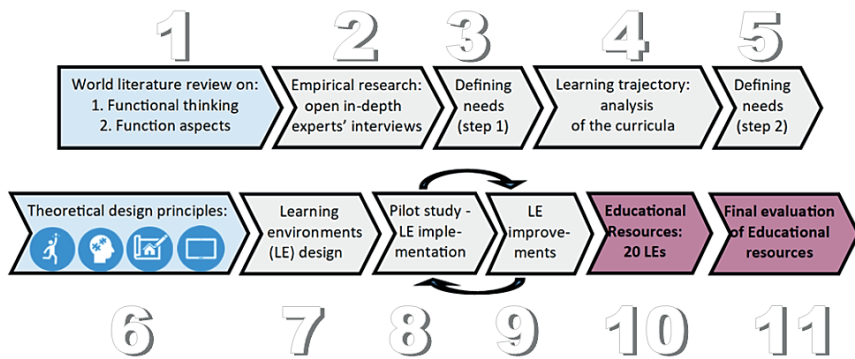 1 2 3 4 5
World literature review on:
1. Functional thinking
2. Function aspects
Empirical research:
open in-depth
experts' interviews
Defining
needs
(step 1)
Learning trajectory:
analysis
of the curricula
Defining
needs
(step 2)
Theoretical design principles:
Learning
environments
(LE) design
Pilot study -
LE imple-
mentation
LE
improve-
ments
Educational
Resources:
20 LEs
Final evaluation
of Educational
resources
6 7 8 9 10 11